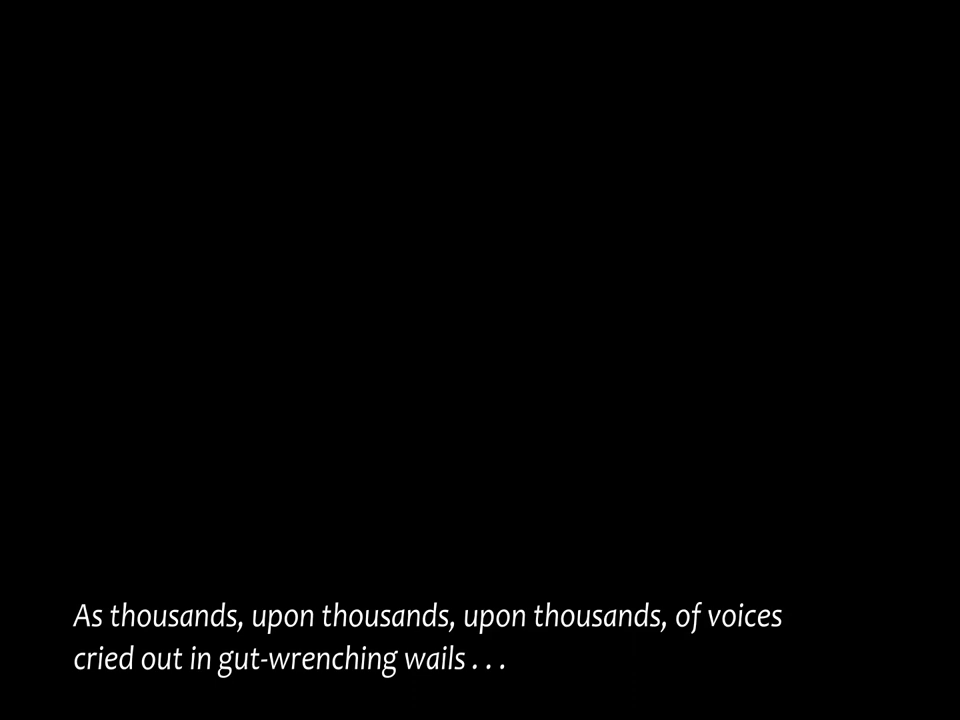 As thousands, upon thousands, upon thousands, of voices
cried out in gut-wrenching wails . . .